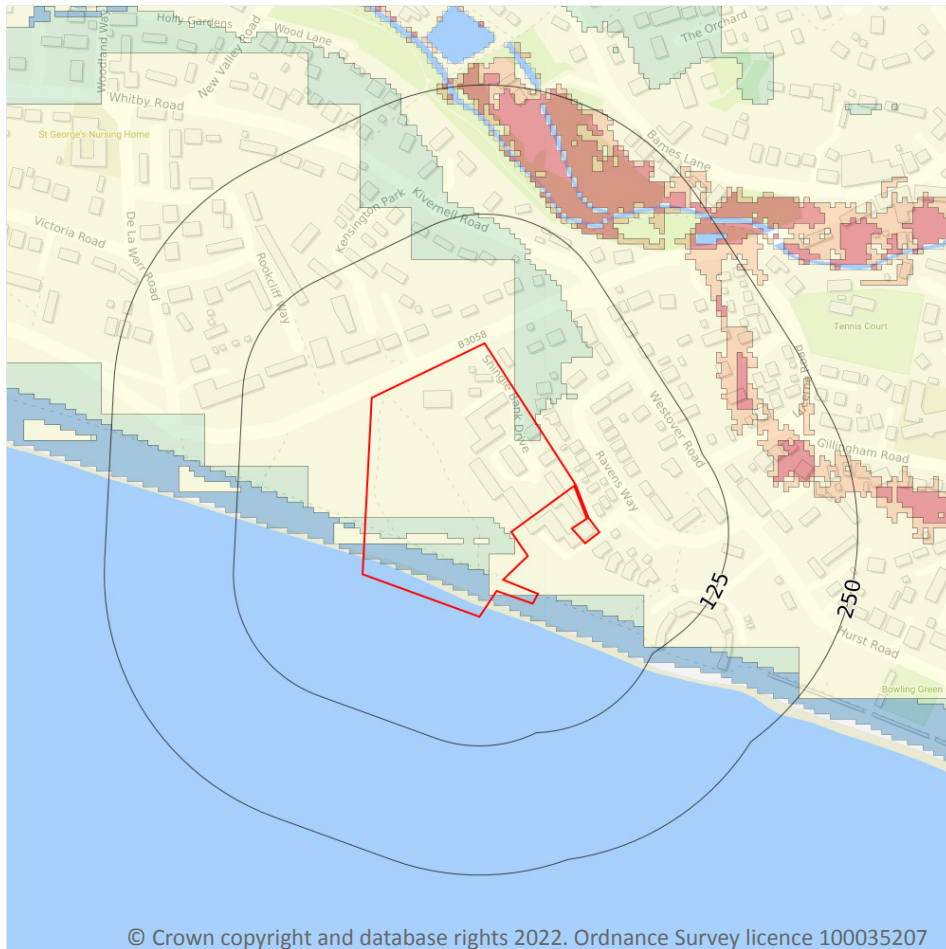 Woodland Way
Holly Gardens
New Valley Road
Wood Lane
The Orchard
Whitby Road
St George's Nursing Home
Barnes Lane
Kensington Park
Kivernell Road
Victoria Road
De La Warr Road
Rookcliff Way
B3058
Tennis Court
Shingle Bank Drive
Westover Road
Gillingham Road
Ravens Way
125
250
Hurst Road
Bowling Green
© Crown copyright and database rights 2022. Ordnance Survey licence 100035207